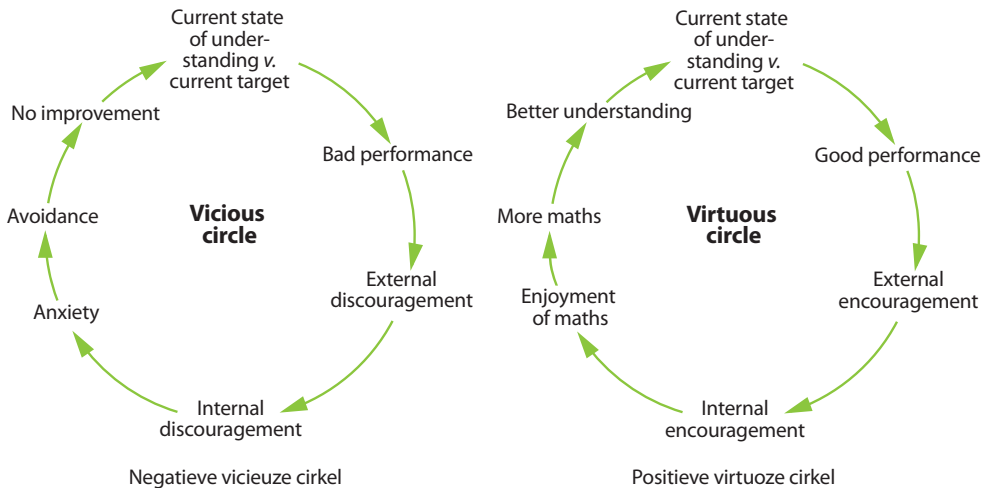 Current state
of under-
standing v.
current target
Bad performance
External
discouragement
Internal
discouragement
Anxiety
Avoidance
No improvement
Vicious
circle
Negatieve vicieuze cirkel
Current state
of under-
standing v.
current target
Good performance
External
encouragement
Internal
encouragement
Enjoyment
of maths
More maths
Better understanding
Virtuous
circle
Positieve virtuoze cirkel